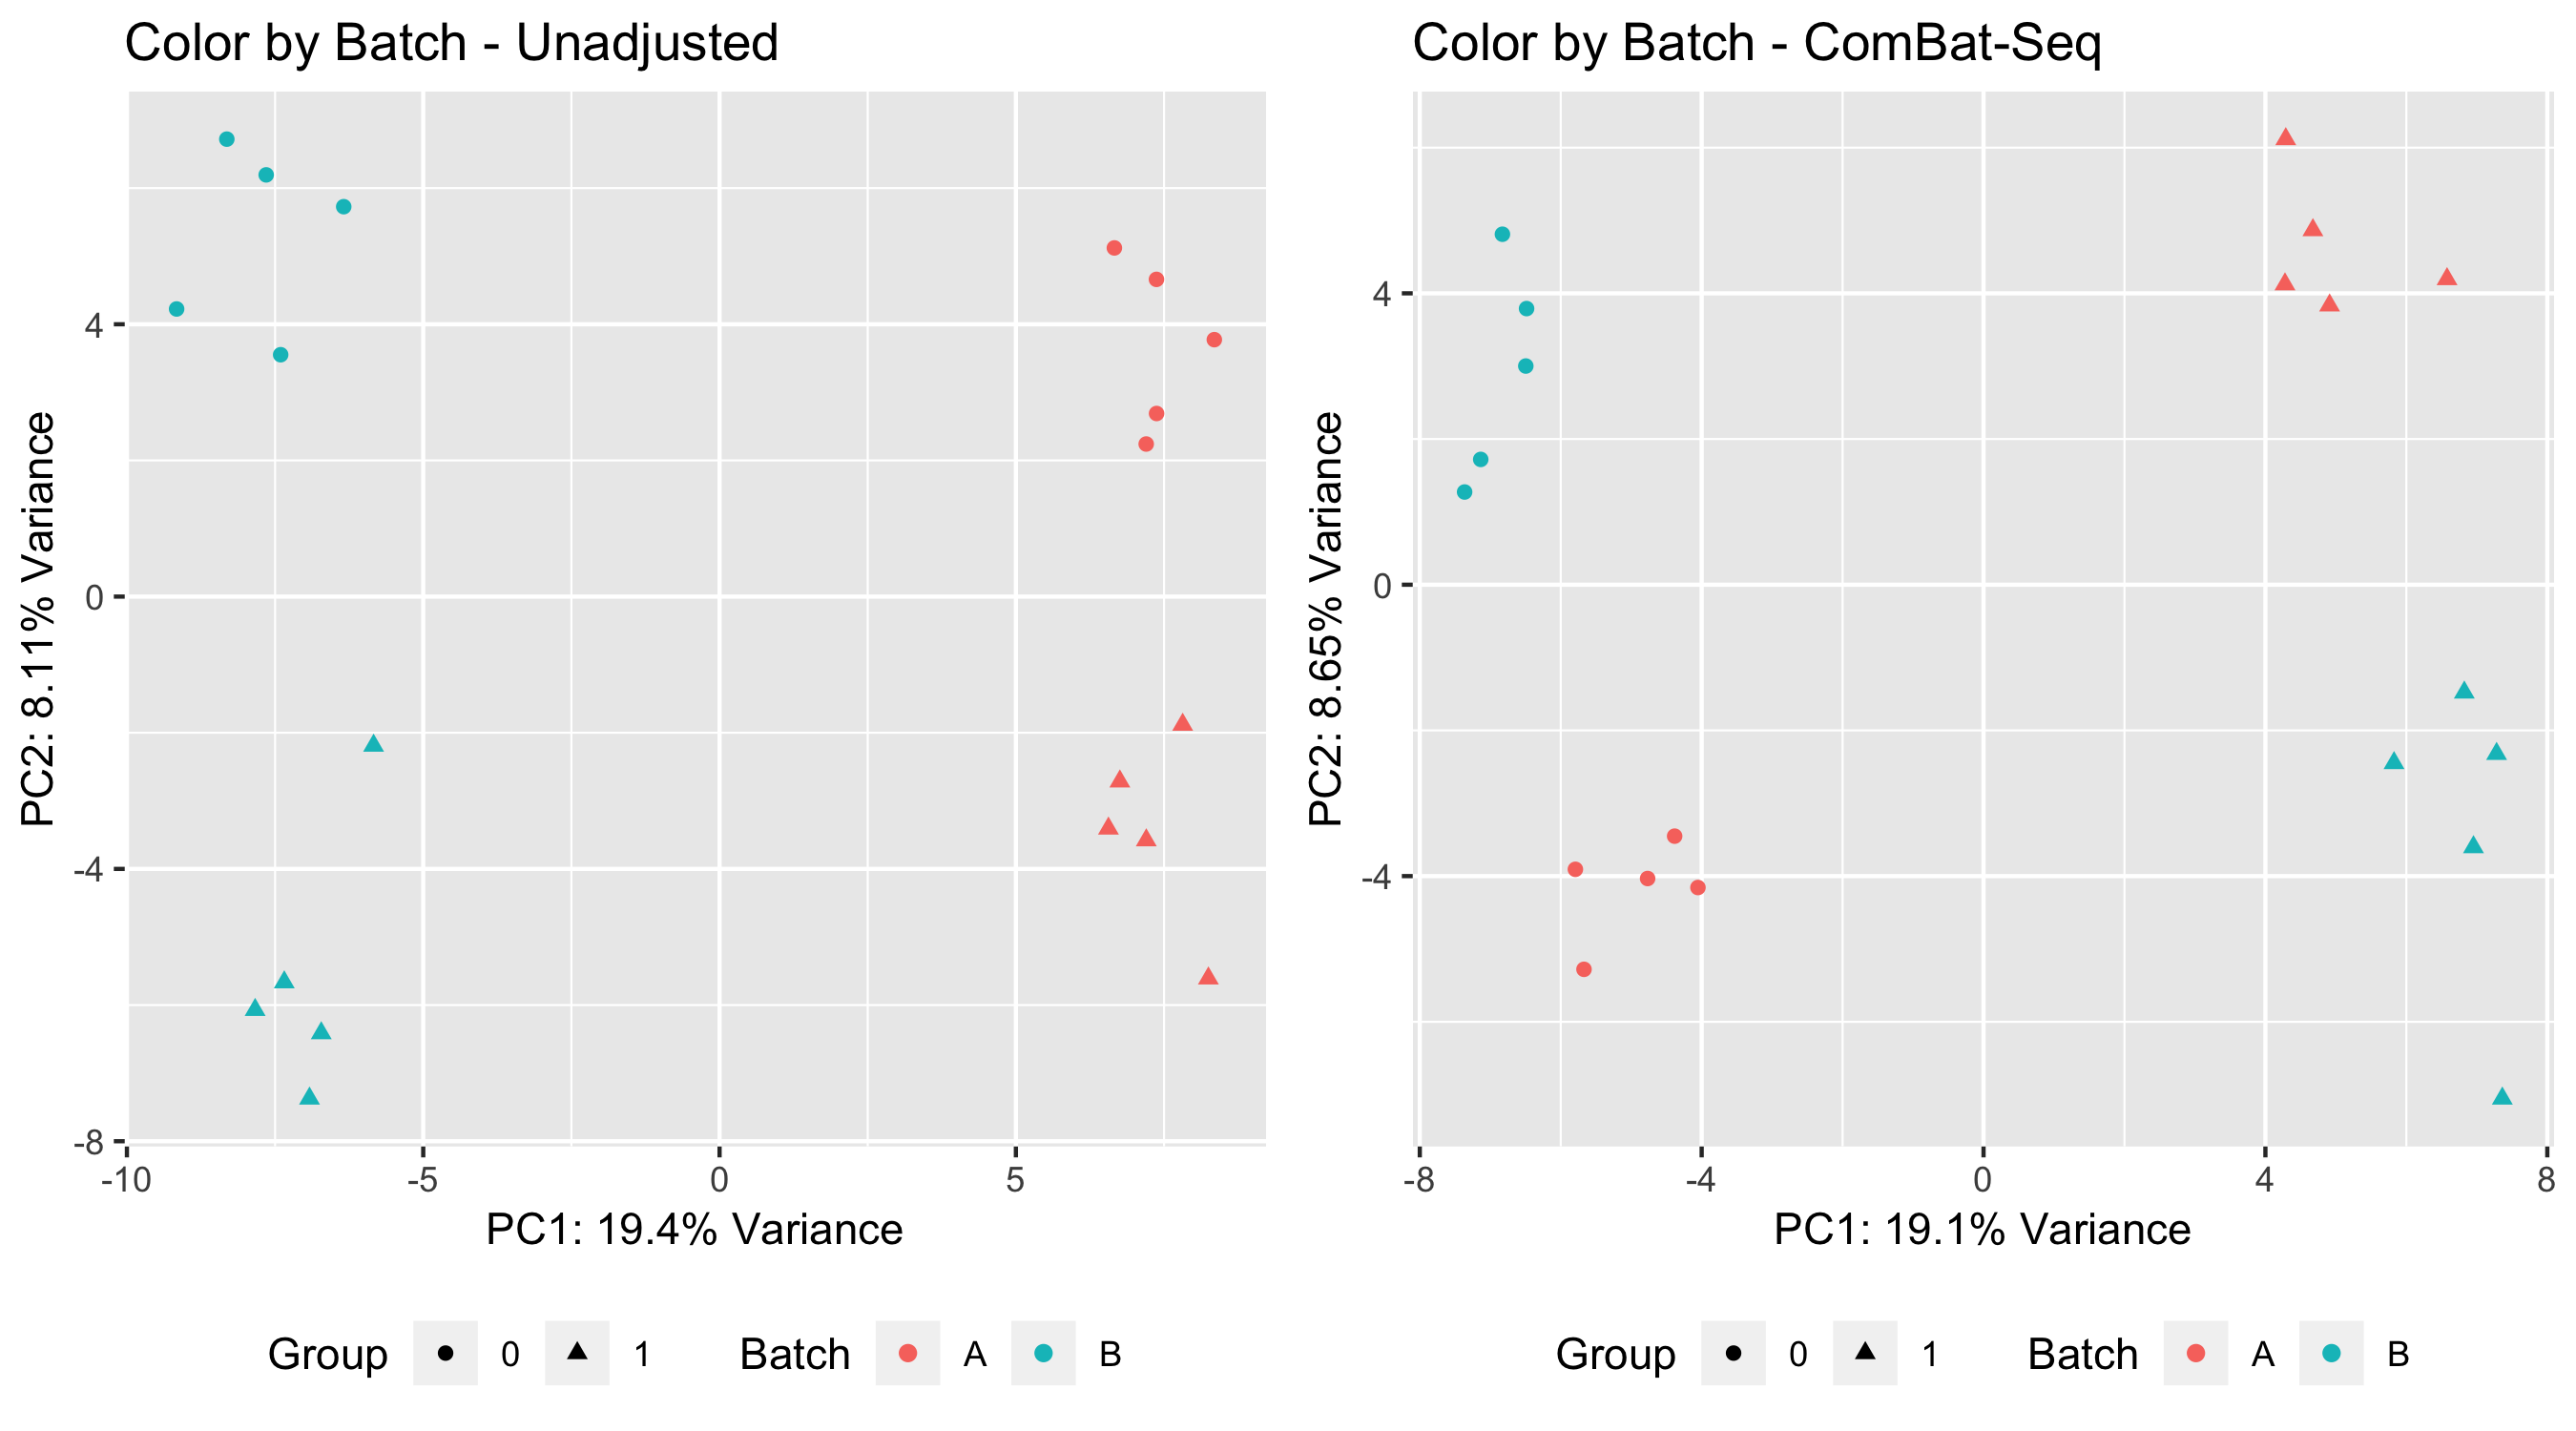 Color by Batch - Unadjusted
PC2: 8.11% Variance
4
0
-4
-8
-10 -5 0 5
PC1: 19.4% Variance
Group 0 1 Batch A B
Color by Batch - ComBat-Seq
PC2: 8.65% Variance
4
0
-4
-8 -4 0 4 8
PC1: 19.1% Variance
Group 0 1 Batch A B